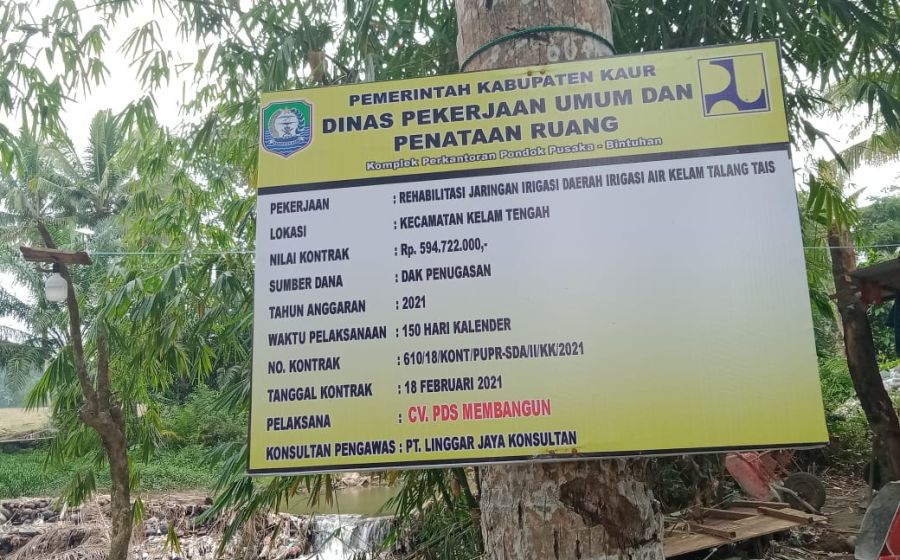 PEMERINTAH KABUPATEN KAUR
DINAS PEKERJAAN UMUM DAN
PENATAAN RUANG
Komplek Perkantoran Pondok Pusaka - Bintuhan
PEKERJAAN : REHABILITASI JARINGAN IRIGASI DAERAH IRIGASI AIR KELAM TALANG TAIS
LOKASI : KECAMATAN KELAM TENGAH
NILAI KONTRAK : Rp. 594.722.000,-
SUMBER DANA : DAK PENUGASAN
TAHUN ANGGARAN : 2021
WAKTU PELAKSANAAN : 150 HARI KALENDER
NO. KONTRAK : 610/18/KONT/PUPR-SDA/II/KK/2021
TANGGAL KONTRAK : 18 FEBRUARI 2021
PELAKSANA : CV. PDS MEMBANGUN
KONSULTAN PENGAWAS : PT. LINGGAR JAYA KONSULTAN